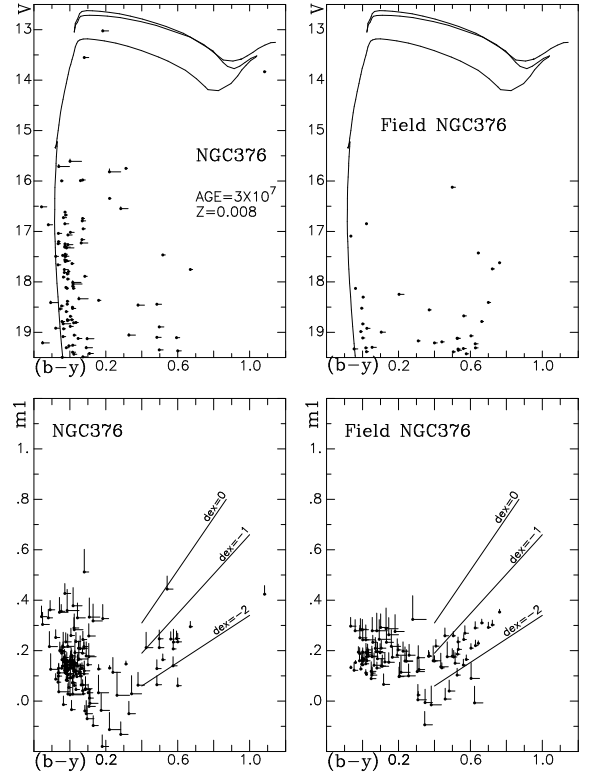 V
13
14
15
16
17
18
19
NGC376
AGE=3X10^7
Z=0.008
(b-y) 0.2 0.6 1.0
V
13
14
15
16
17
18
19
Field NGC376
(b-y) 0.2 0.6 1.0
m1
1.
.8
.6
.4
.2
.0
NGC376
dex=0
dex=-1
dex=-2
(b-y) 0.2 0.6 1.0
m1
1.
.8
.6
.4
.2
.0
Field NGC376
dex=0
dex=-1
dex=-2
(b-y) 0.2 0.6 1.0